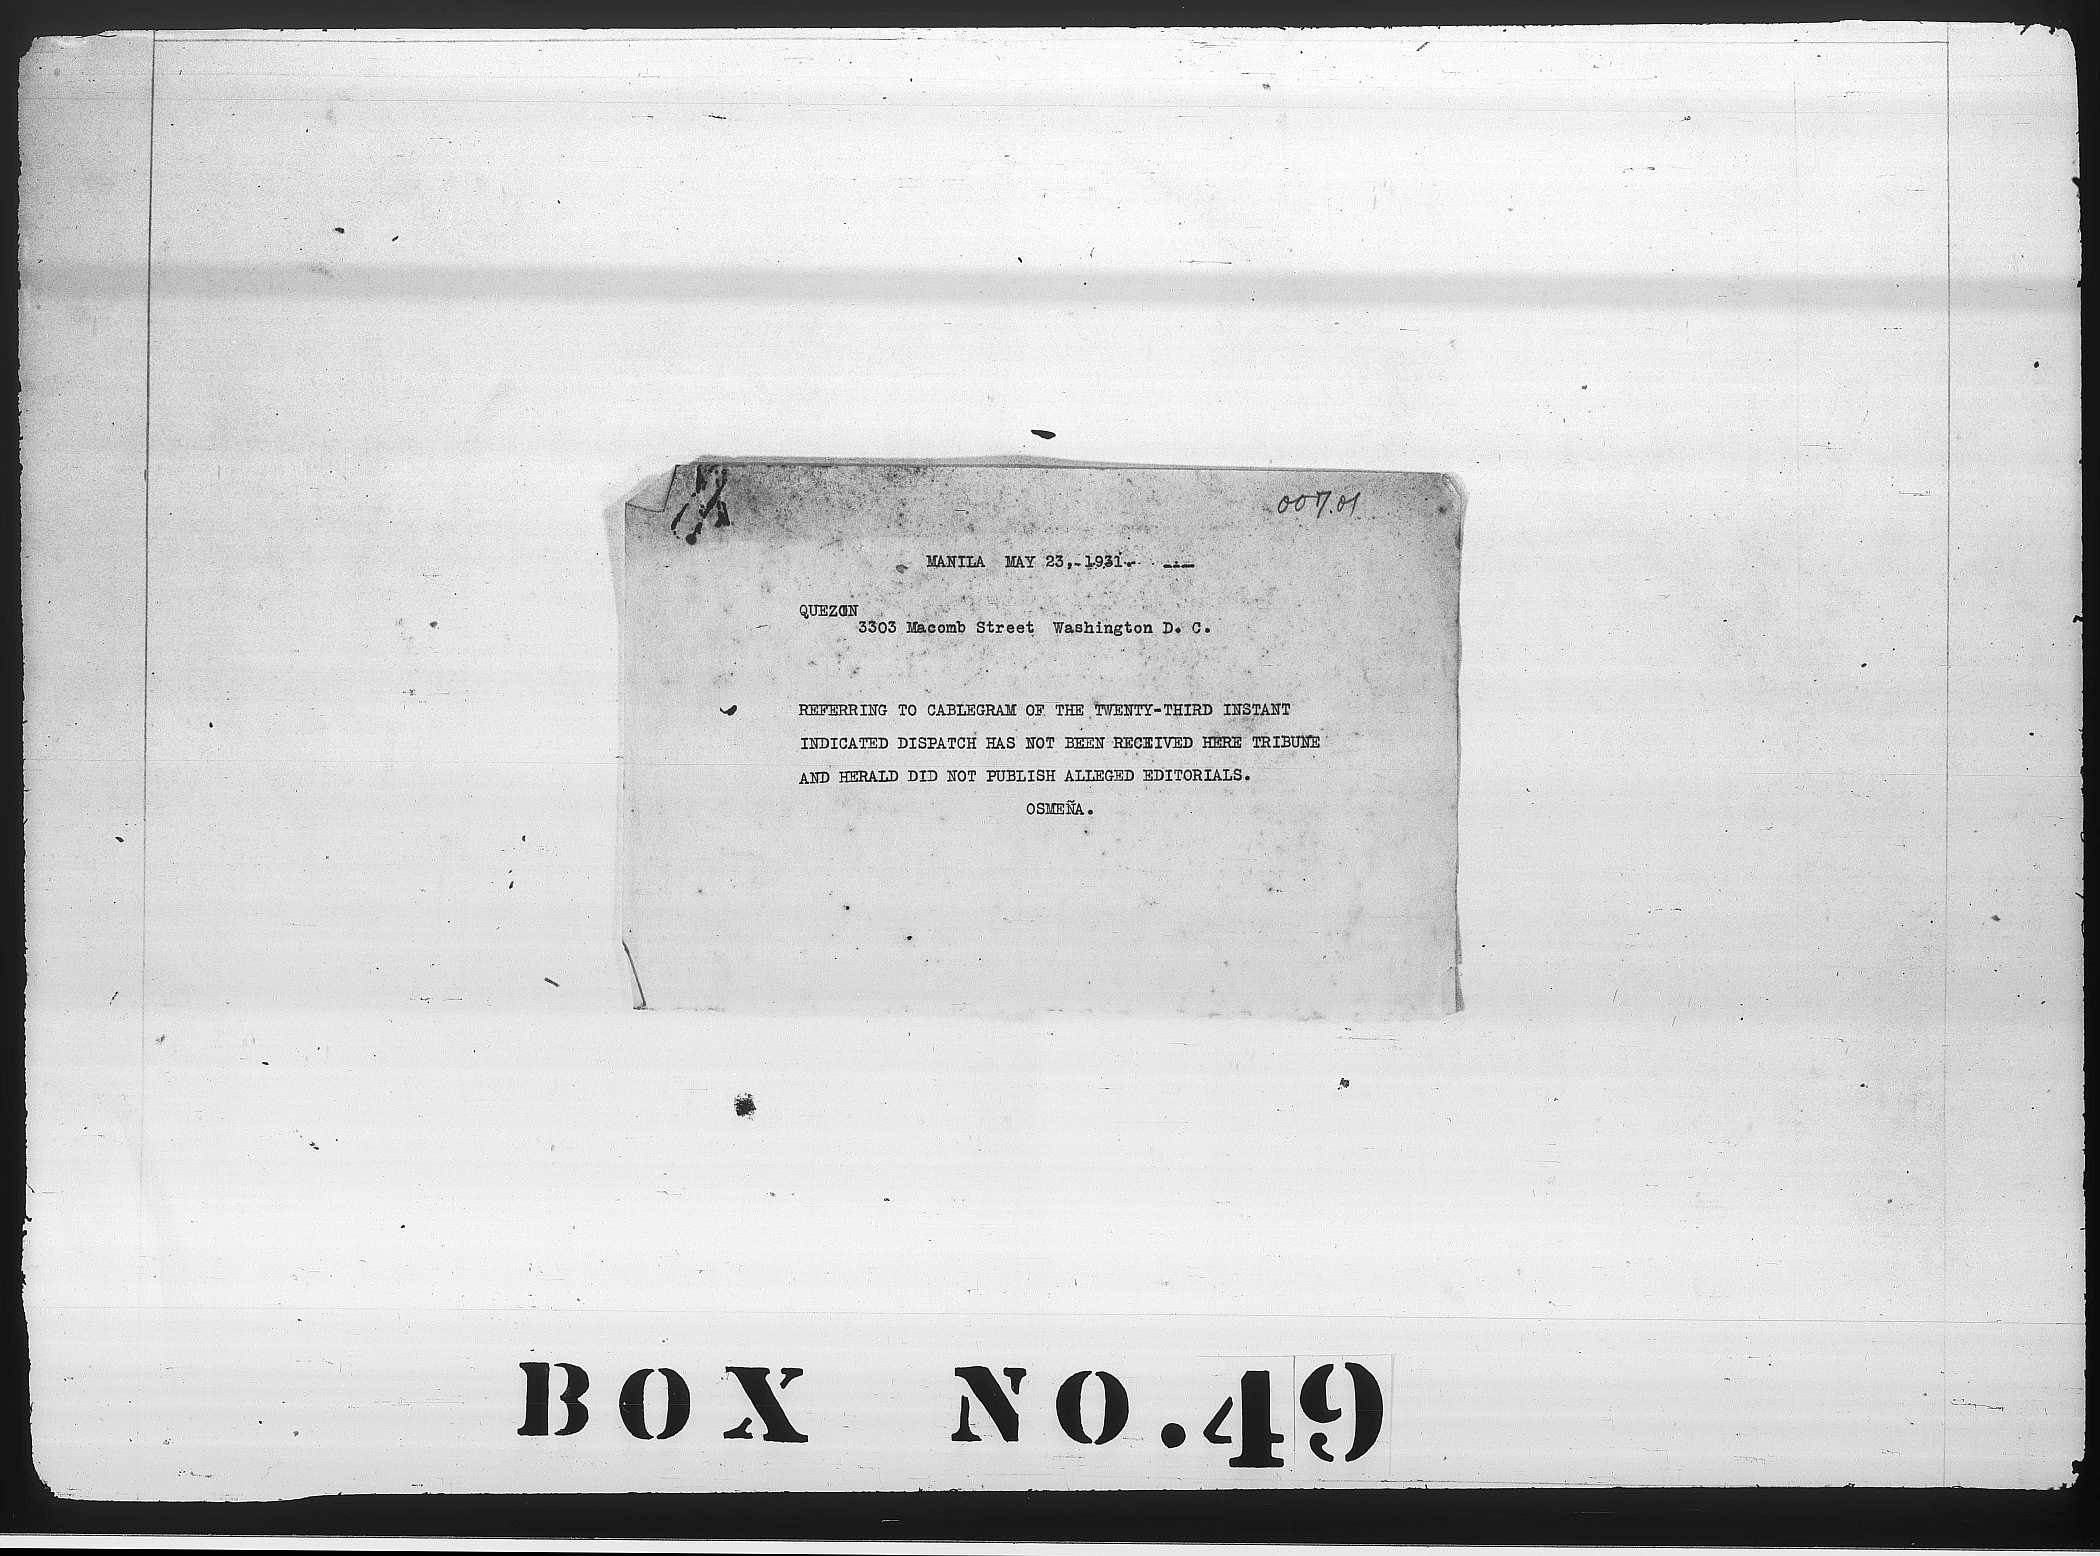 007.01
MANILA MAY 23, 1931.
QUEZON
3303 Macomb Street Washington D. C.
REFERRING TO CABLEGRAM OF THE TWENTY-THIRD INSTANT
INDICATED DISPATCH HAS NOT BEEN RECEIVED HERE TRIBUNE
AND HERALD DID NOT PUBLISH ALLEGED EDITORIALS.
OSMEÑA.
BOX NO. 49